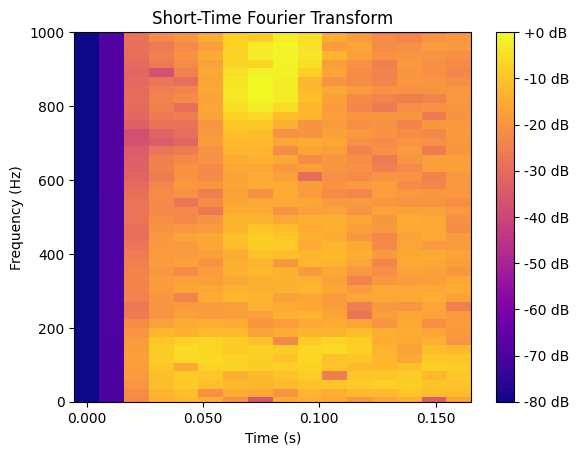 Short-Time Fourier Transform
Frequency (Hz)
1000
800
600
400
200
0
0.000
0.050
0.100
0.150
Time (s)
+0 dB
-10 dB
-20 dB
-30 dB
-40 dB
-50 dB
-60 dB
-70 dB
-80 dB